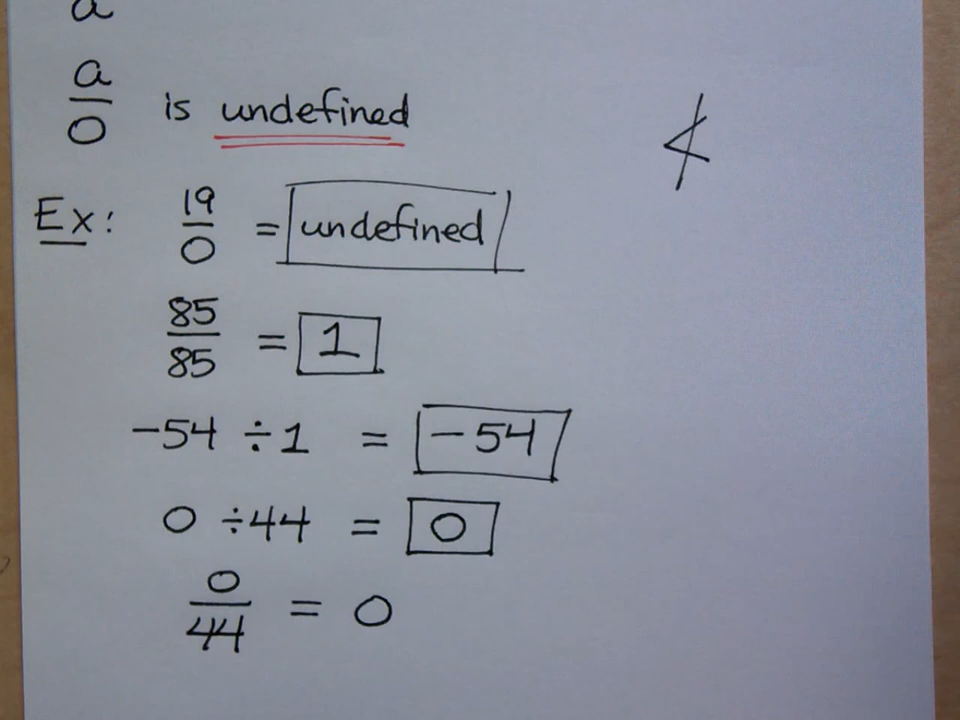 a
a/0 is undefined
Ex: 19/0 = undefined
85/85 = 1
-54 ÷ 1 = -54
0 ÷ 44 = 0
0/44 = 0